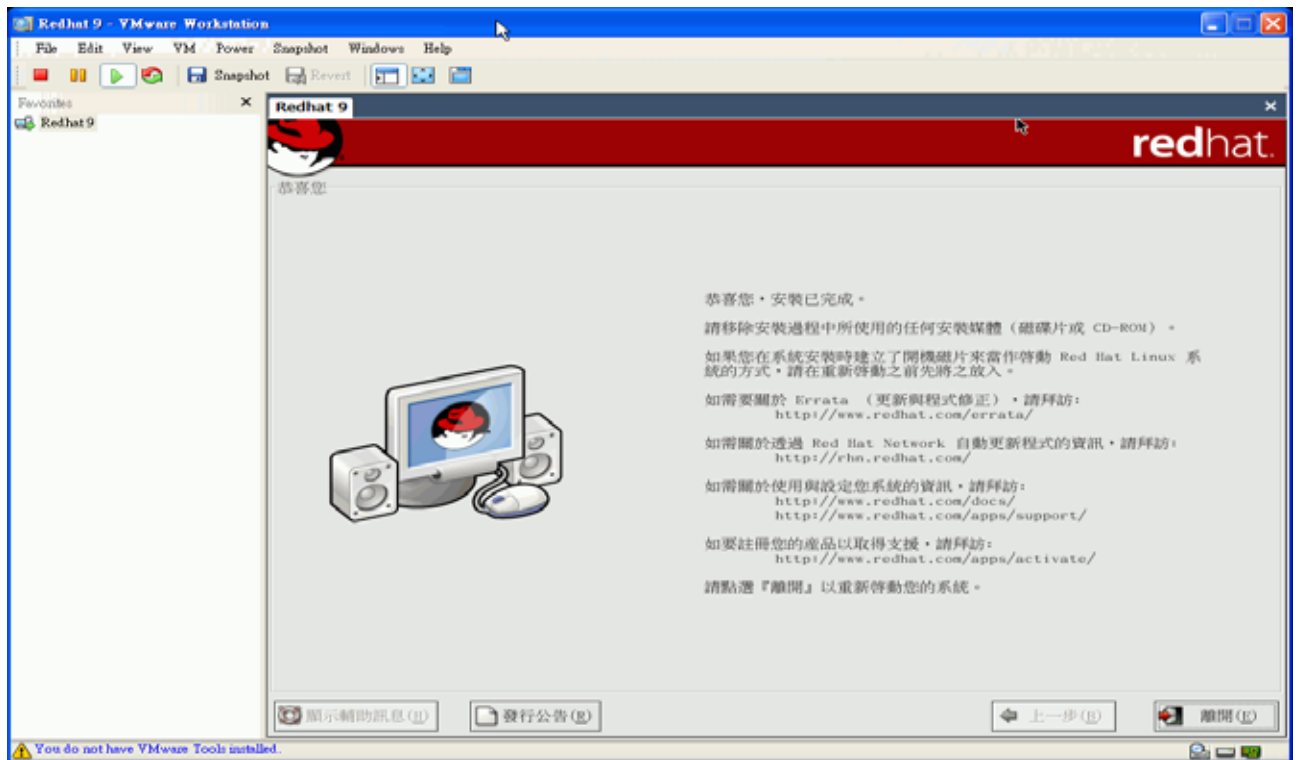 Redhat 9 - VMware Workstation
File Edit View VM Power Snapshot Windows Help
Snapshot Revert
Favorites
Redhat 9
Redhat 9
redhat.
恭喜您
恭喜您，安裝已完成。
請移除安裝過程中所使用的任何安裝媒體（磁碟片或 CD-ROM）。
如果您在系統安裝時建立了開機磁片來當作啓動 Red Hat Linux 系
統的方式，請在重新啓動之前先將之放入。
如需要關於 Errata （更新與程式修正），請拜訪:
http://www.redhat.com/errata/
如需關於透過 Red Hat Network 自動更新程式的資訊，請拜訪:
http://rhn.redhat.com/
如需關於使用與設定您系統的資訊，請拜訪:
http://www.redhat.com/docs/
http://www.redhat.com/apps/support/
如要註冊您的產品以取得支援，請拜訪:
http://www.redhat.com/apps/activate/
請點選『離開』以重新啓動您的系統。
顯示輔助訊息(H) 發行公告(R) 上一步(B) 離開(E)
You do not have VMware Tools installed.